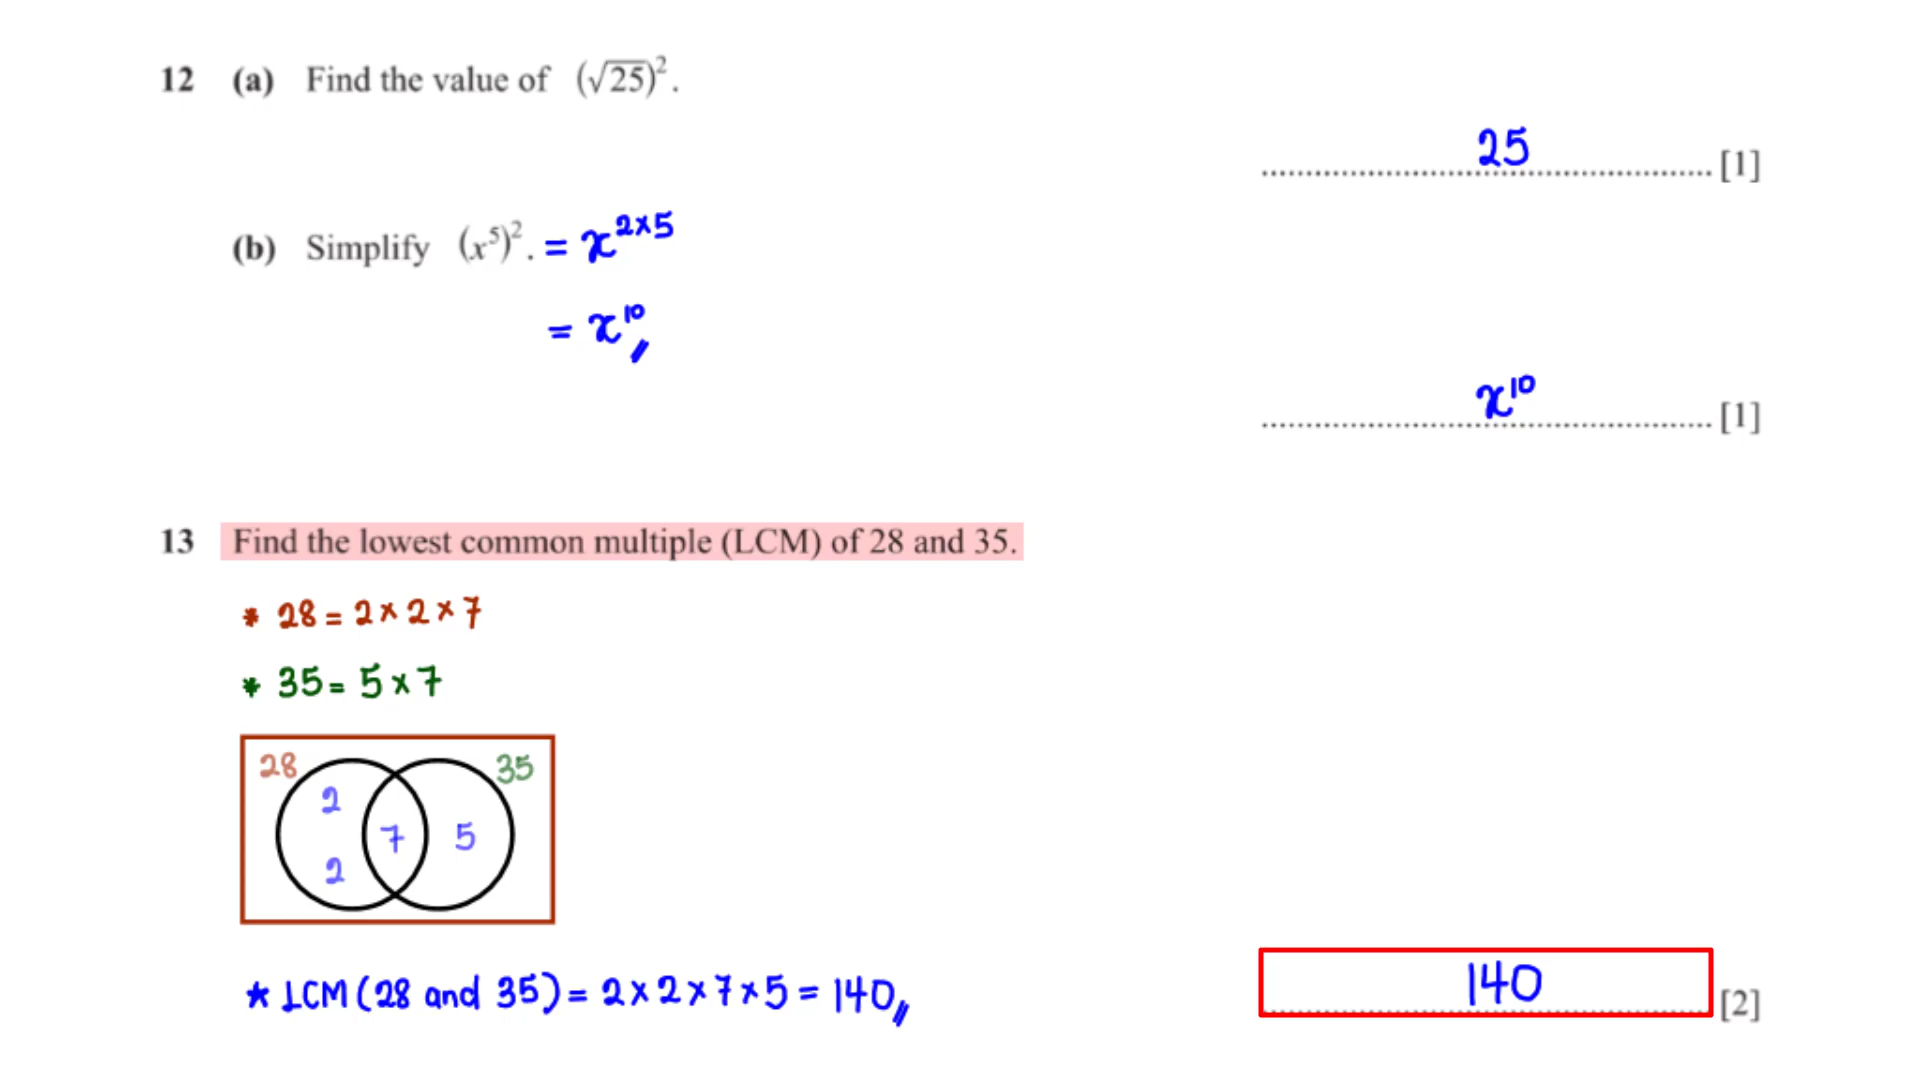 12 (a) Find the value of (√25)².
25 [1]
(b) Simplify (x⁵)². = x^2×5
= x¹⁰
x¹⁰ [1]
13 Find the lowest common multiple (LCM) of 28 and 35.
* 28 = 2 × 2 × 7
* 35 = 5 × 7
28 35
2
7 5
2
* LCM (28 and 35) = 2 × 2 × 7 × 5 = 140
140 [2]